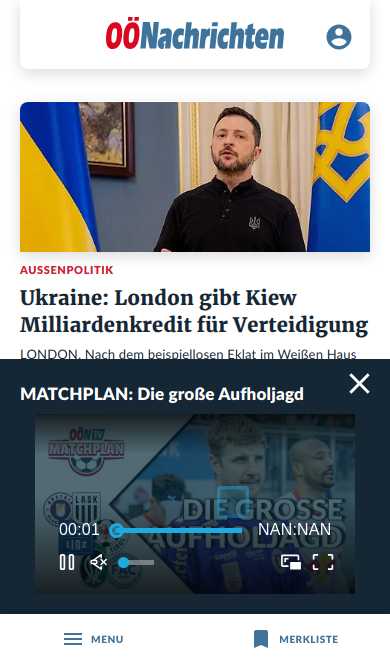 OÖNachrichten
AUSSENPOLITIK
Ukraine: London gibt Kiew
Milliardenkredit für Verteidigung
LONDON. Nach dem beispiellosen Eklat im Weißen Haus
MATCHPLAN: Die große Aufholjagd
OÖN TV
MATCHPLAN
LASK
DIE GROSSE
AUFHOLJAGD
00:01
NAN:NAN
MENU
MERKLISTE